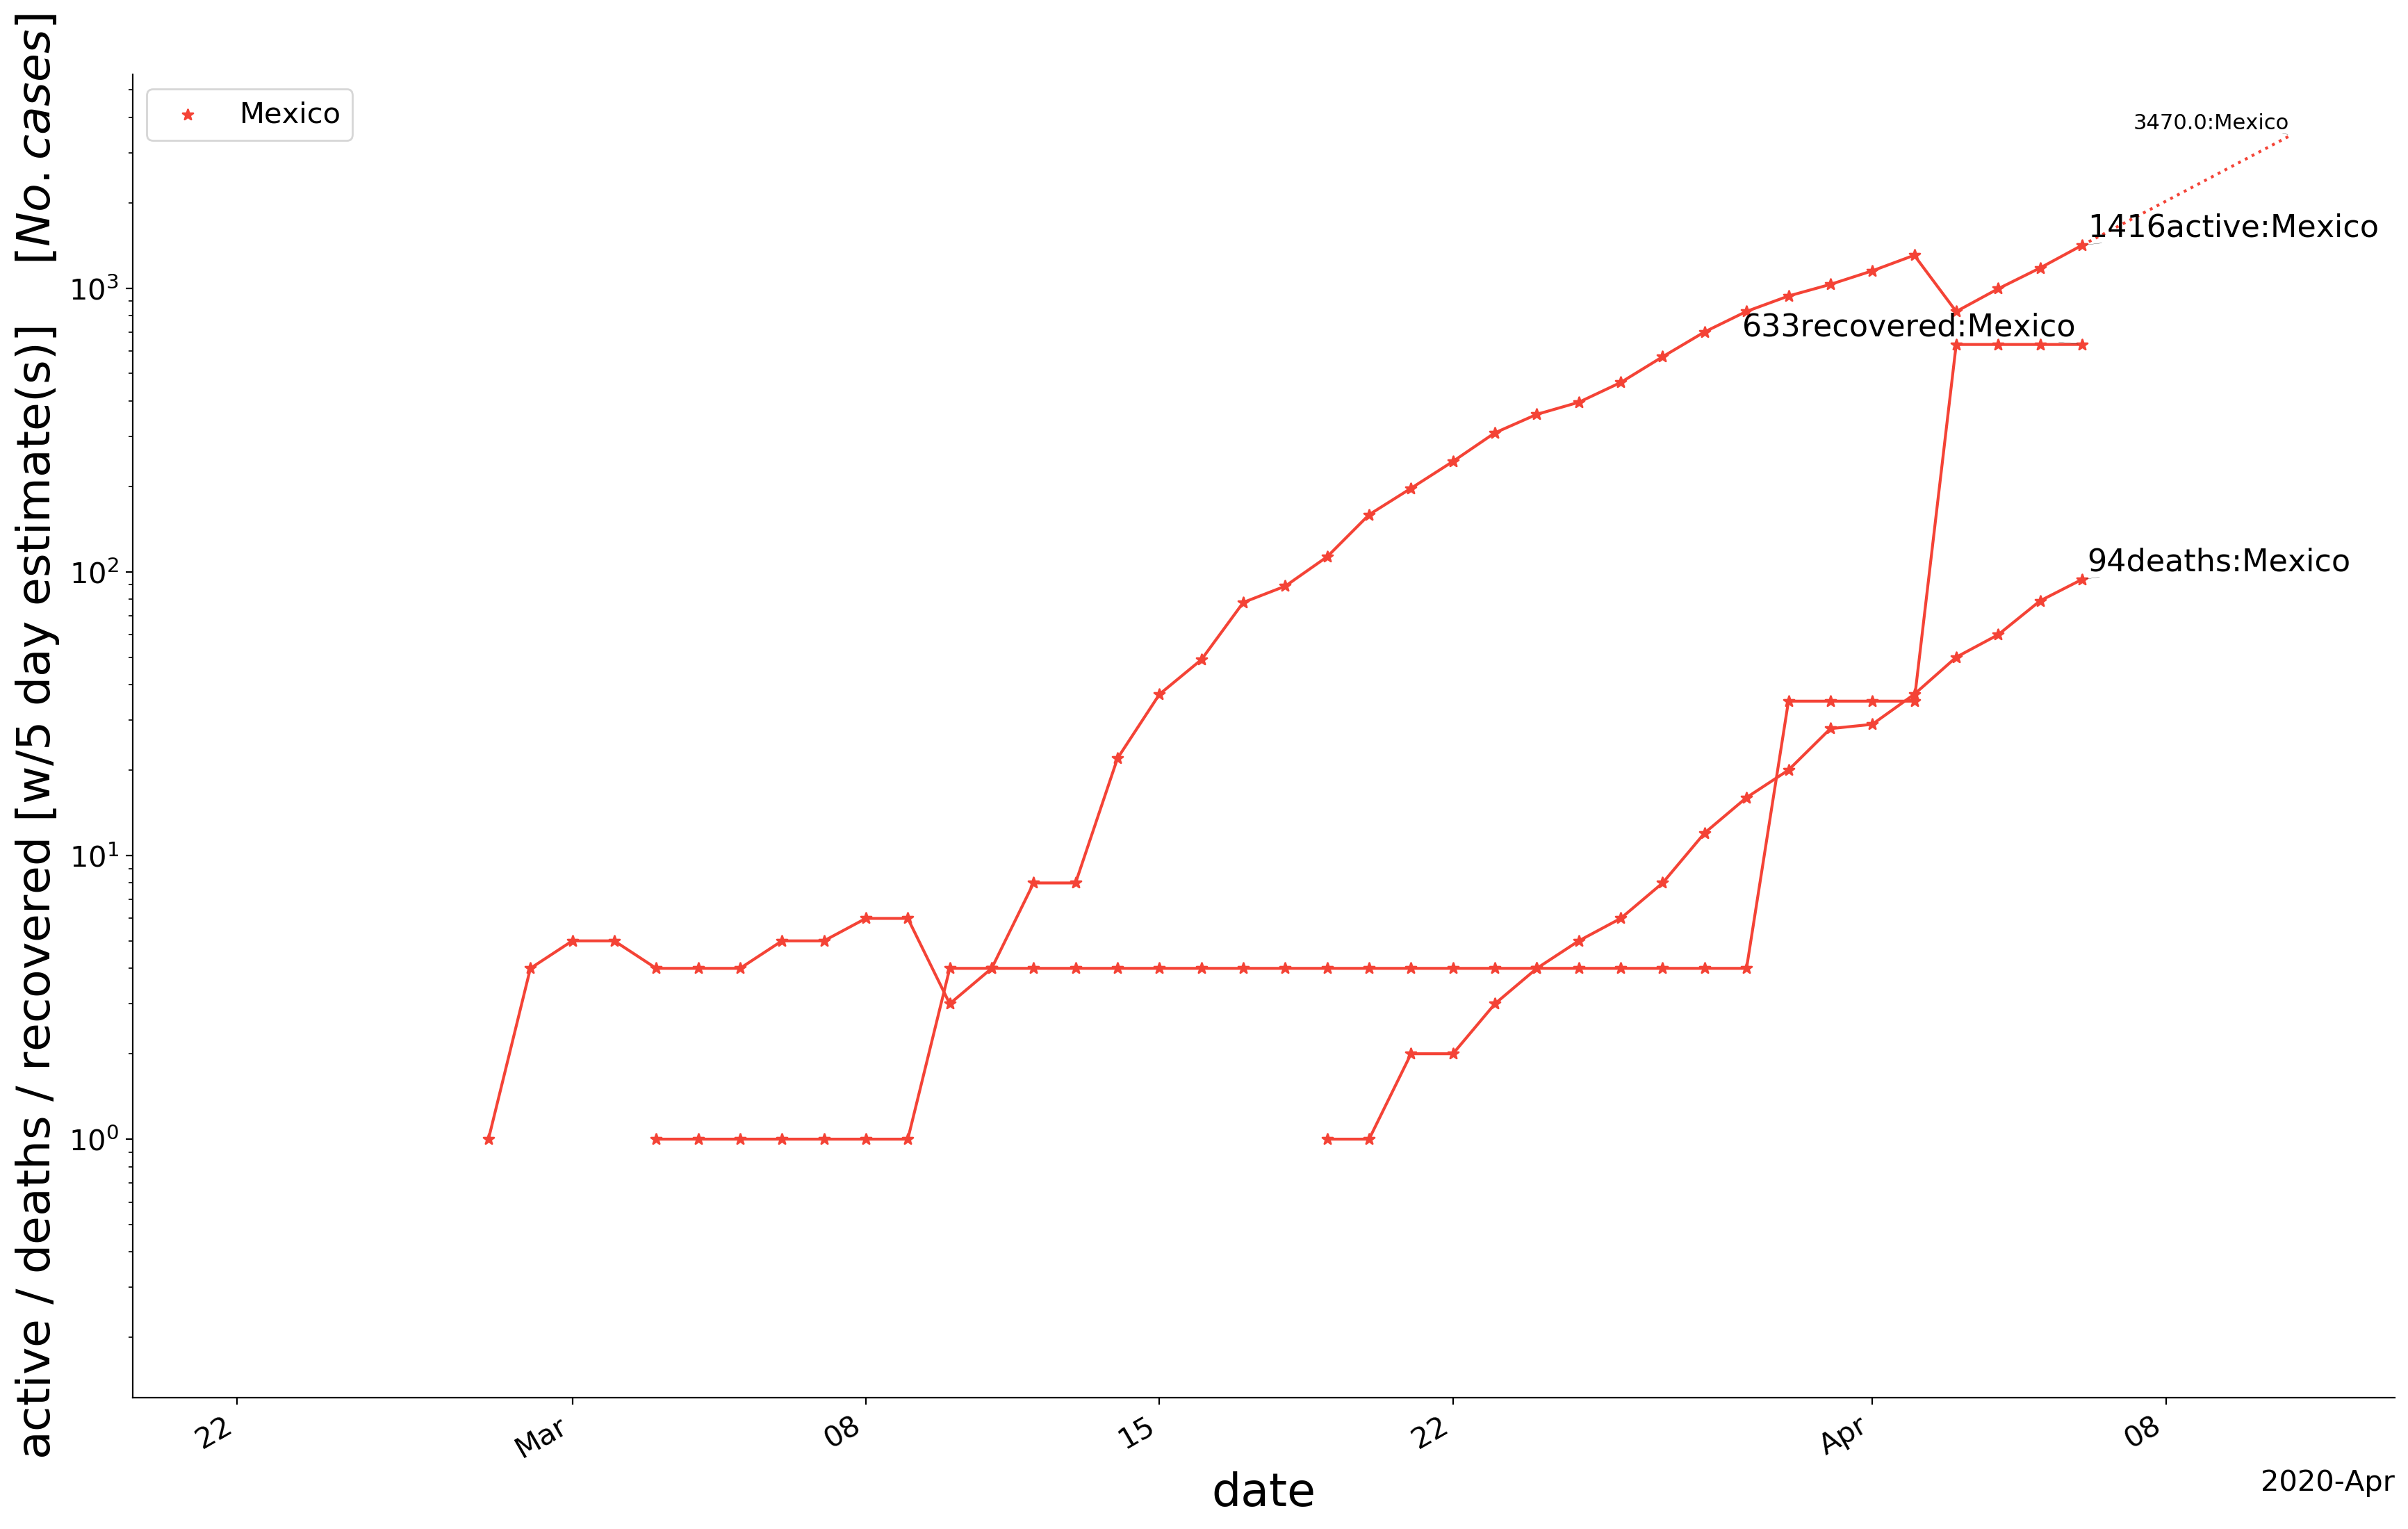 active / deaths / recovered [w/5 day estimate(s)] [No. cases]
Mexico
3470.0:Mexico
1416active:Mexico
633recovered:Mexico
94deaths:Mexico
10³
10²
10¹
10⁰
22
Mar
08
15
22
Apr
08
date
2020-Apr